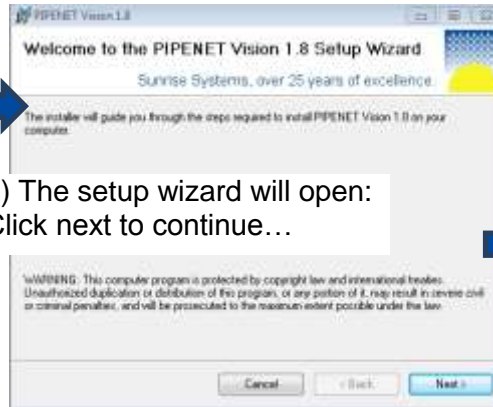 PIPENET Vision 1.8
Welcome to the PIPENET Vision 1.8 Setup Wizard
Sunrise Systems, over 25 years of excellence.
The installer will guide you through the steps required to install PIPENET Vision 1.8 on your
computer.
) The setup wizard will open:
Click next to continue…
WARNING: This computer program is protected by copyright law and international treaties.
Unauthorized duplication or distribution of this program, or any portion of it, may result in severe civil
or criminal penalties, and will be prosecuted to the maximum extent possible under the law.
Cancel < Back Next >